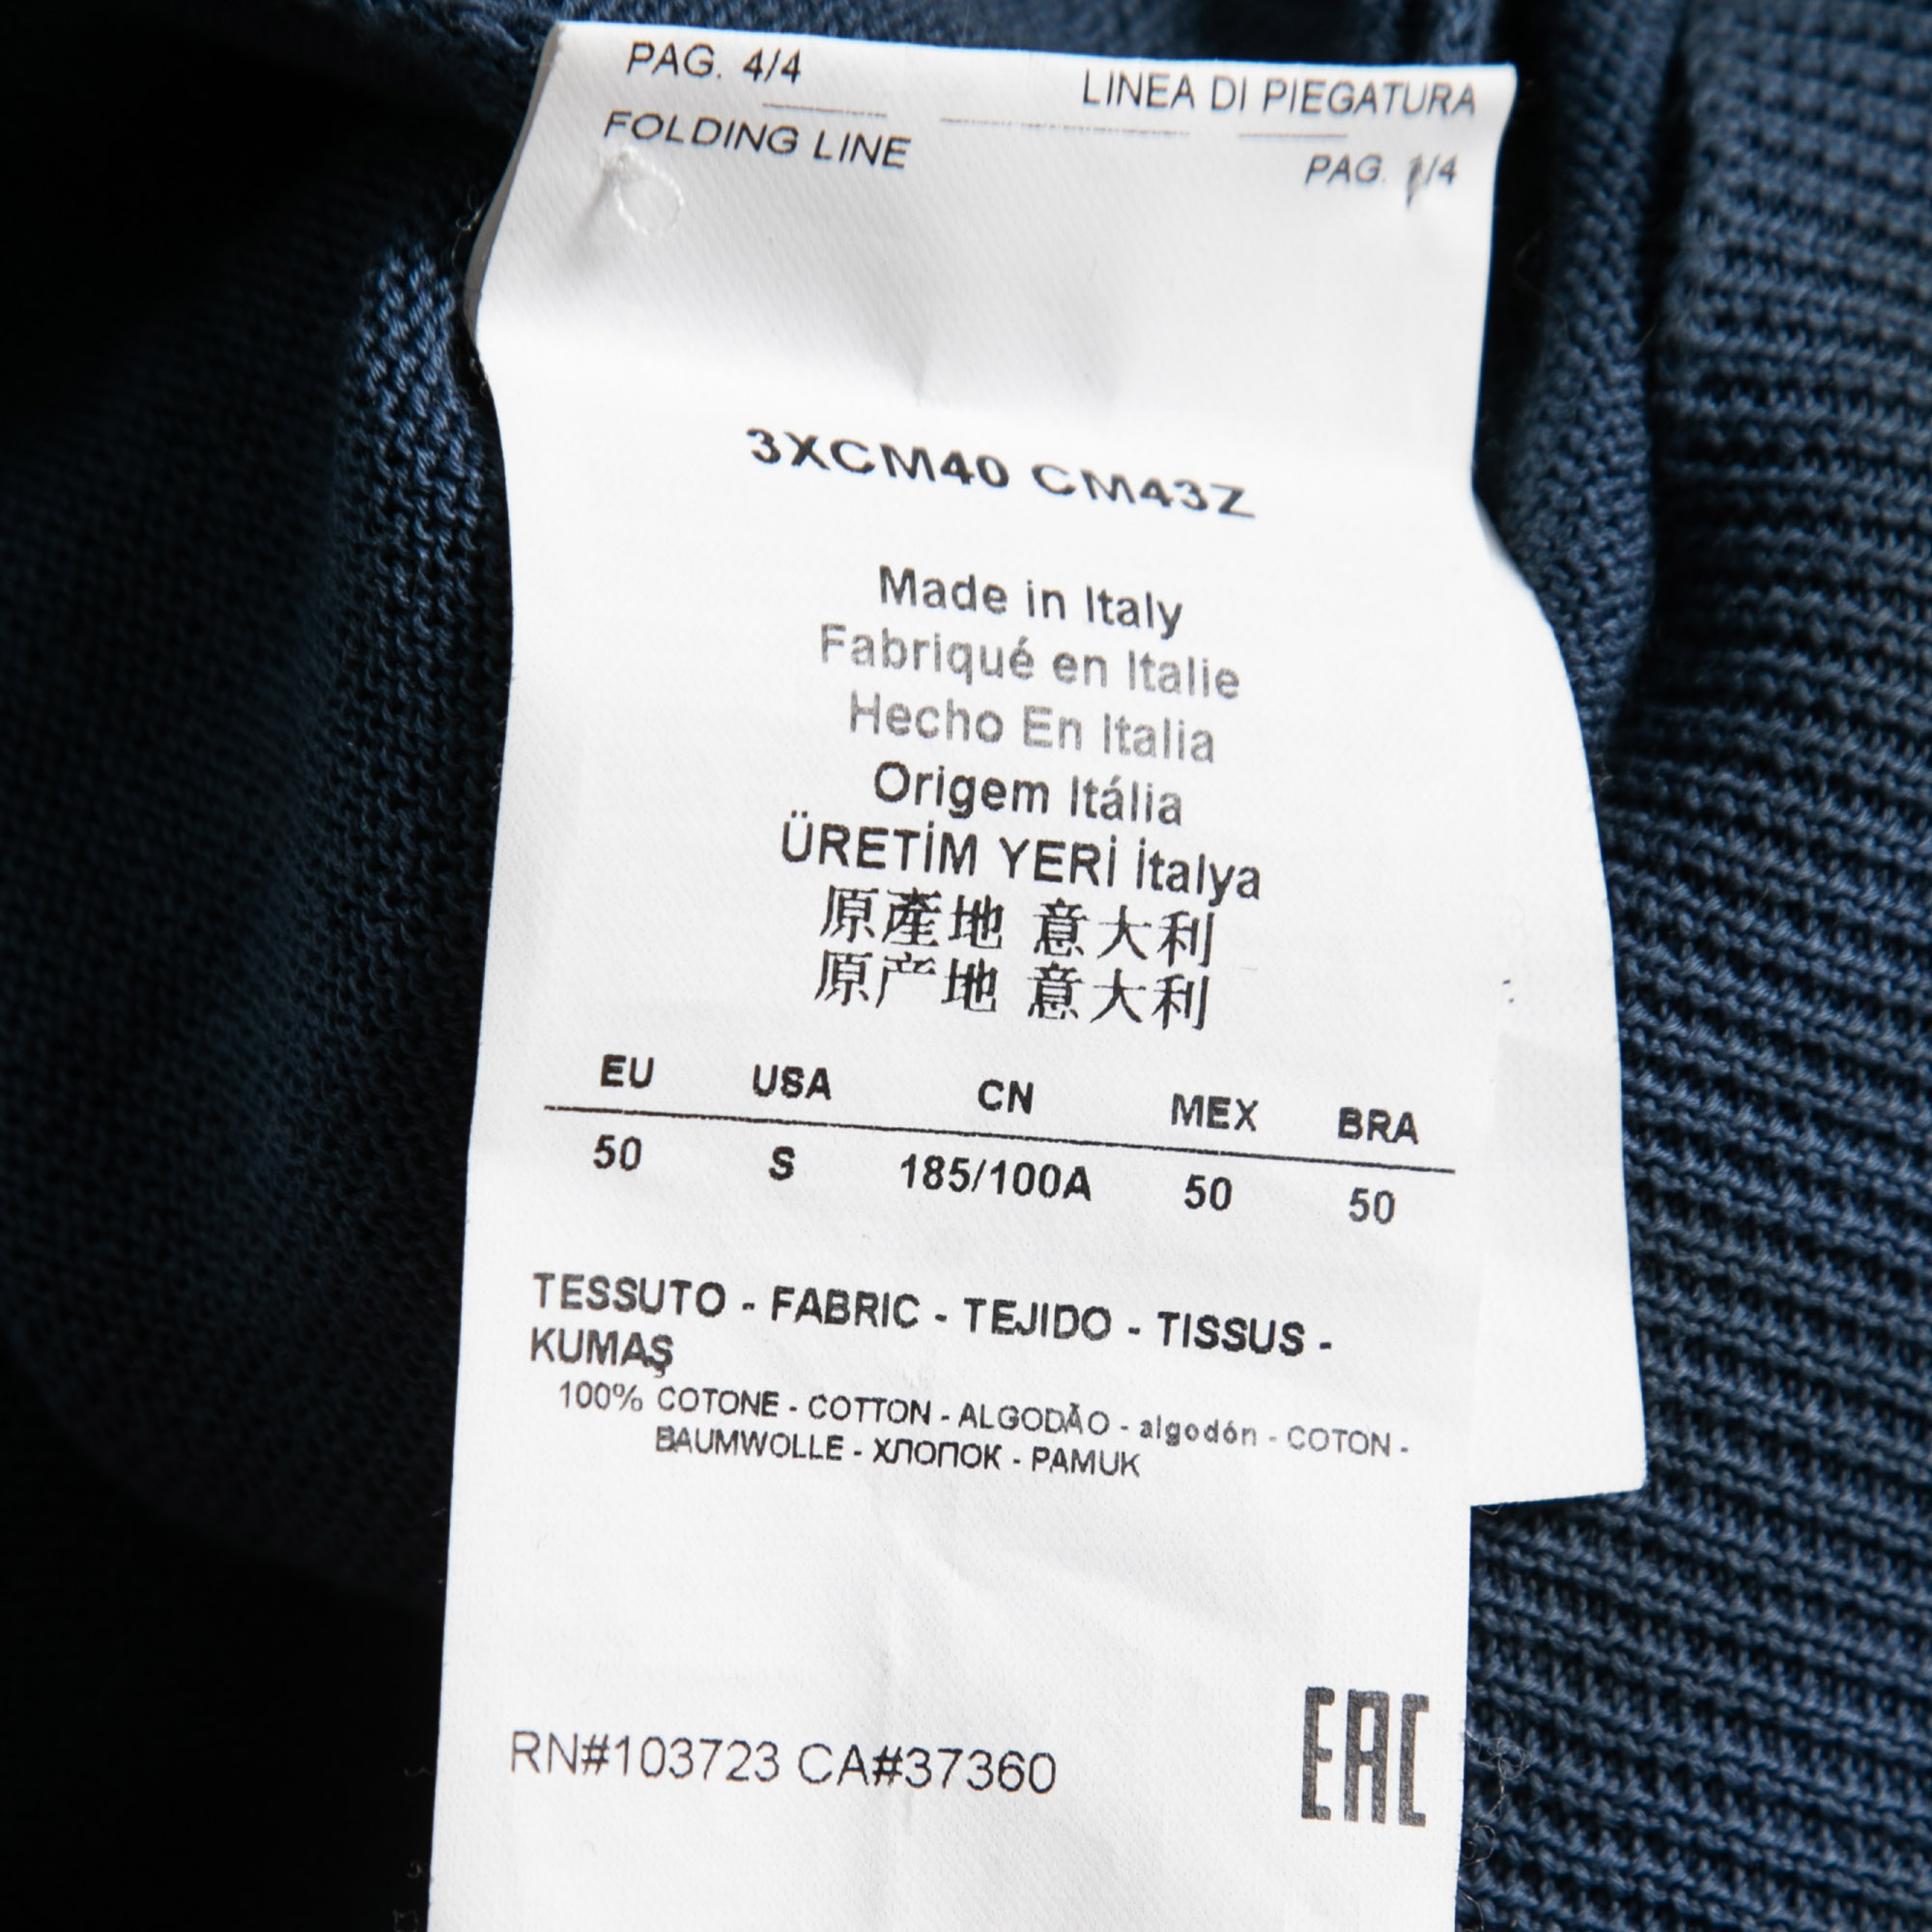 PAG. 4/4
LINEA DI PIEGATURA
FOLDING LINE
PAG. 1/4
3XCM40 CM43Z
Made in Italy
Fabriqué en Italie
Hecho En Italia
Origem Itália
ÜRETİM YERİ İtalya
原產地 意大利
原产地 意大利
EU USA CN MEX BRA
50 S 185/100A 50 50
TESSUTO - FABRIC - TEJIDO - TISSUS -
KUMAŞ
100% COTONE - COTTON - ALGODÃO - algodón - COTON -
BAUMWOLLE - ХЛОПОК - PAMUK
RN#103723 CA#37360
EAC